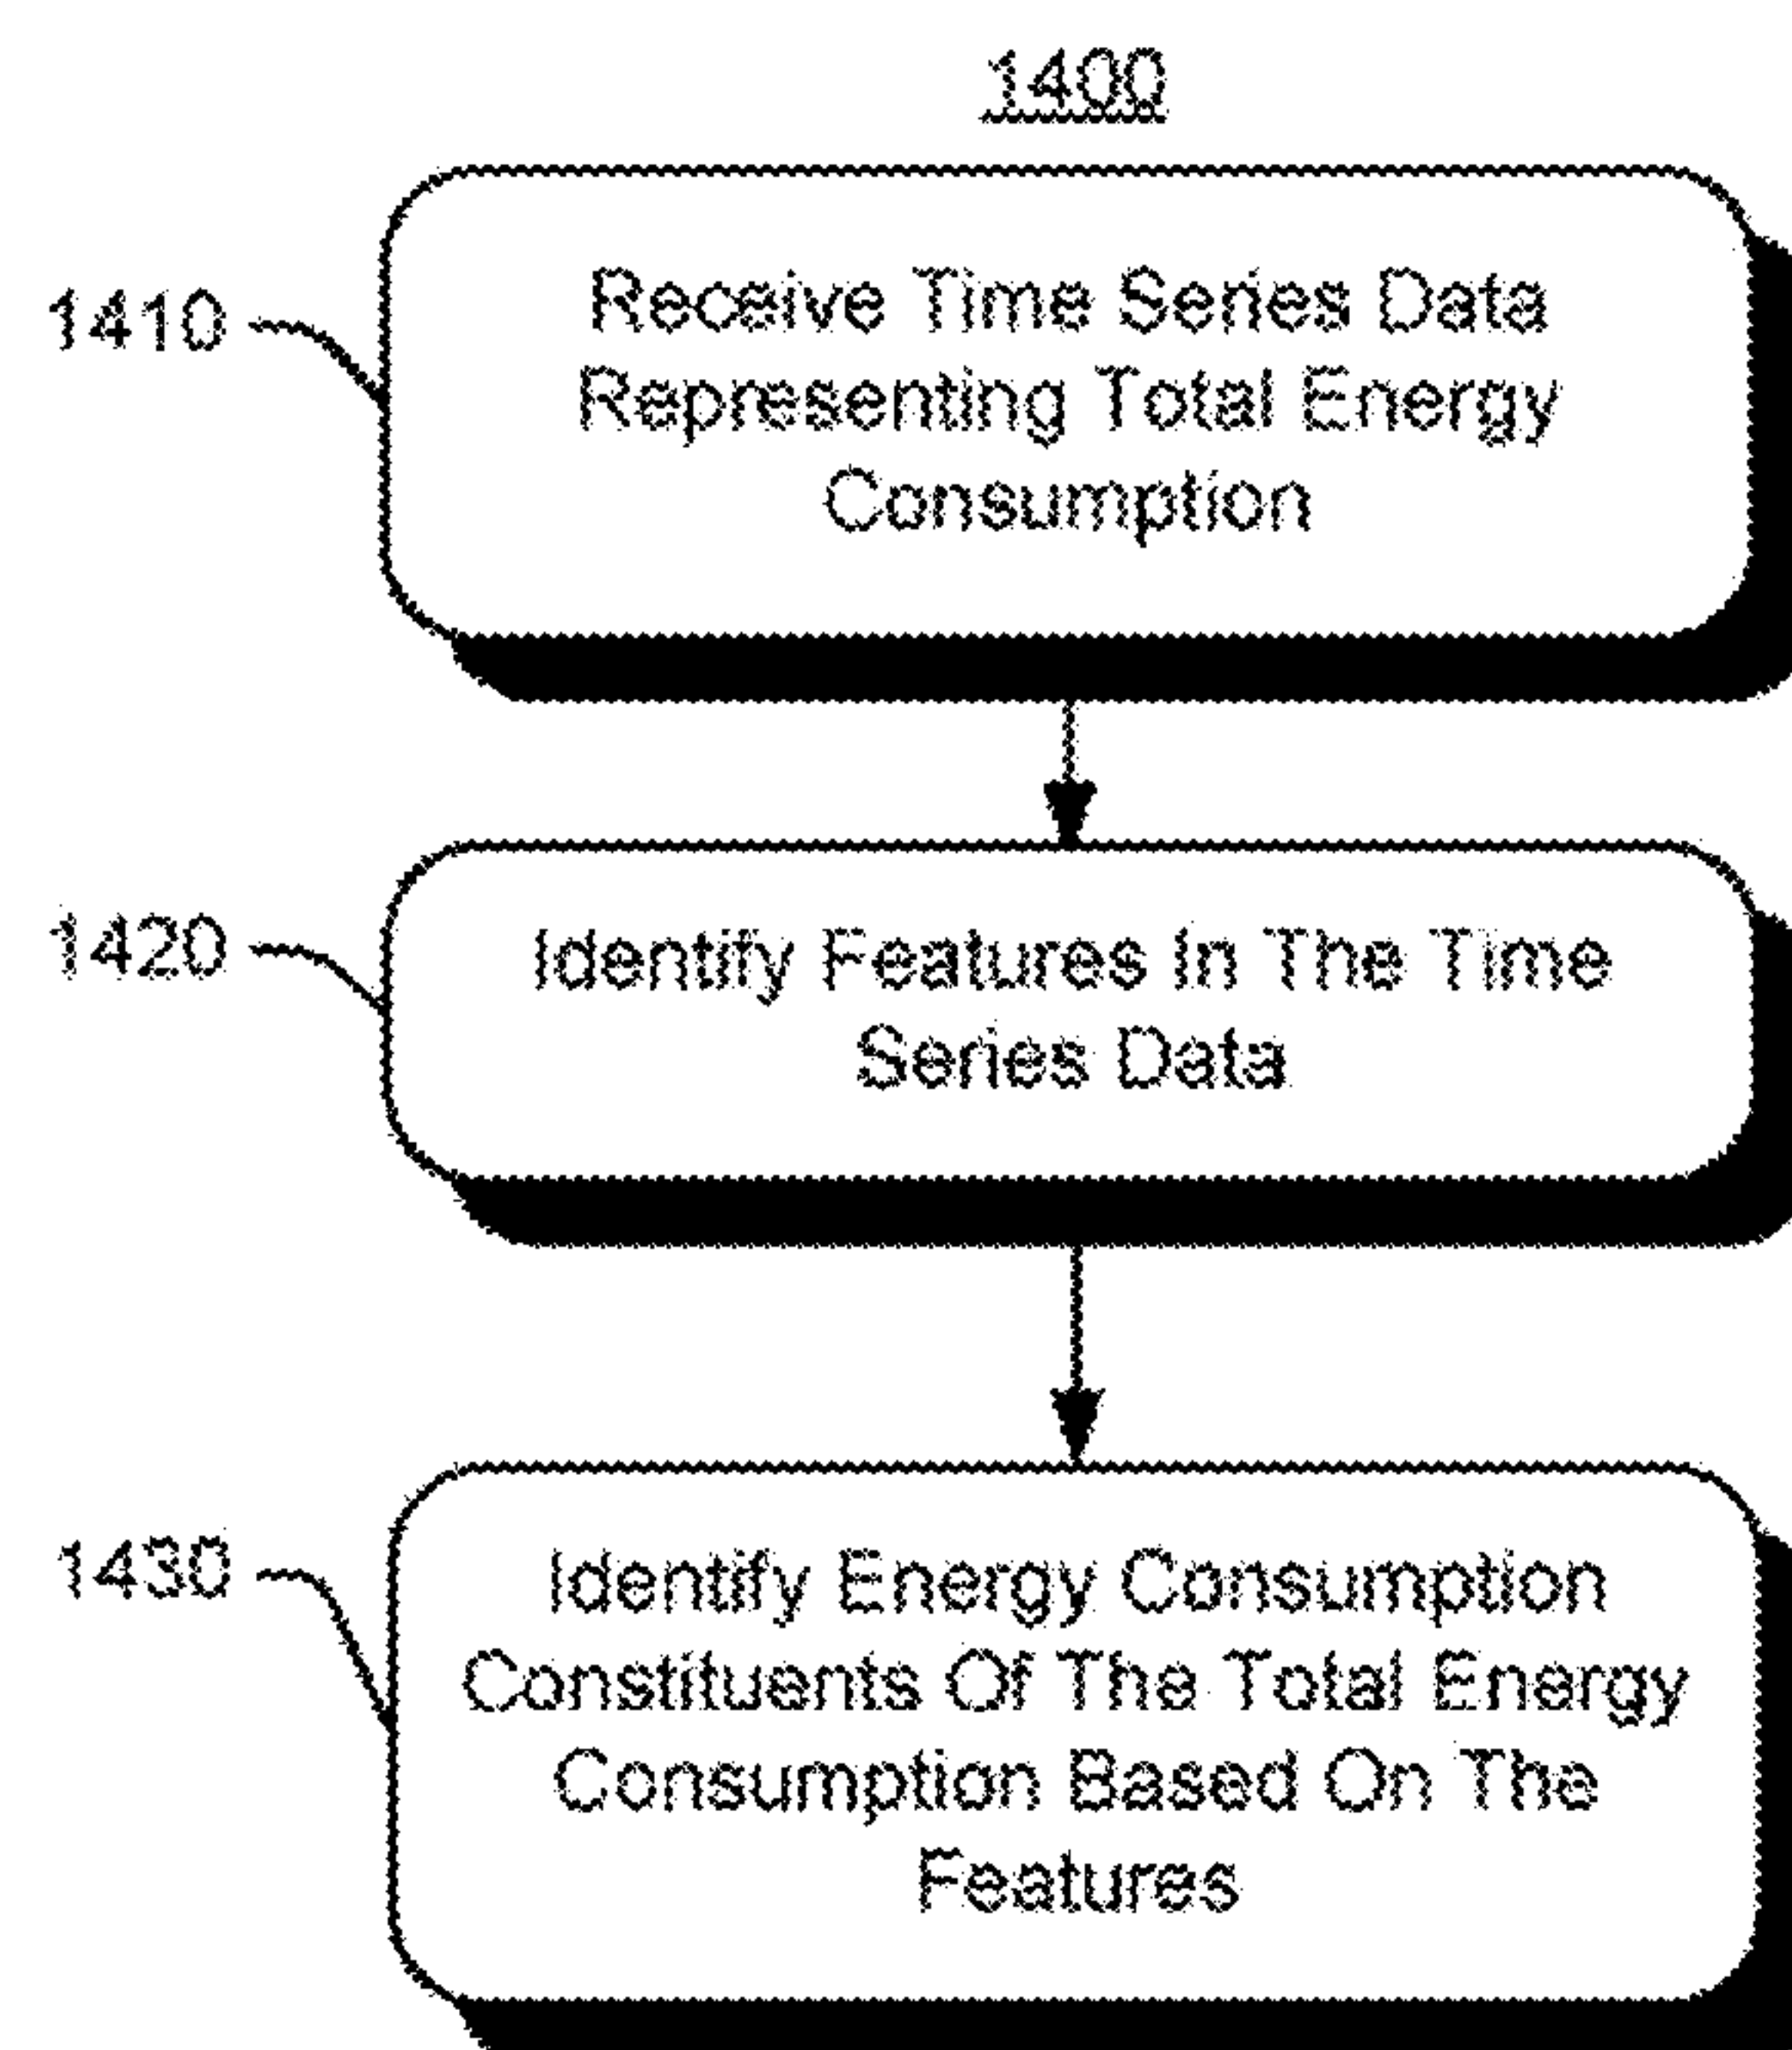 1400
1410
Receive Time Series Data
Representing Total Energy
Consumption
1420
Identify Features In The Time
Series Data
1430
Identify Energy Consumption
Constituents Of The Total Energy
Consumption Based On The
Features